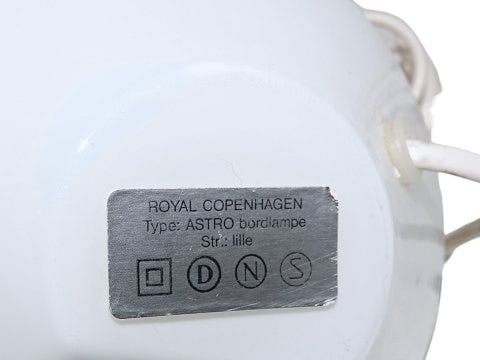 ROYAL COPENHAGEN
Type: ASTRO bordlampe
Str.: lille
D N S